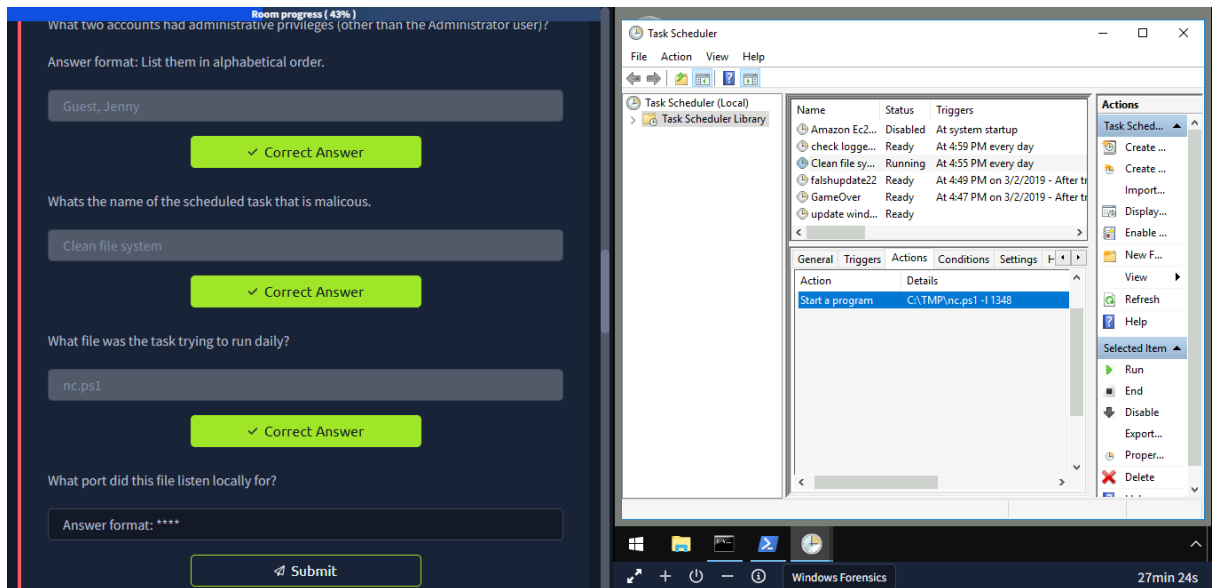 Room progress ( 43% )
What two accounts had administrative privileges (other than the Administrator user)?
Answer format: List them in alphabetical order.
Guest, Jenny
✓ Correct Answer
Whats the name of the scheduled task that is malicous.
Clean file system
✓ Correct Answer
What file was the task trying to run daily?
nc.ps1
✓ Correct Answer
What port did this file listen locally for?
Answer format: ****
Submit
Task Scheduler
File Action View Help
Task Scheduler (Local)
Task Scheduler Library
Name Status Triggers
Amazon Ec2... Disabled At system startup
check logge... Ready At 4:59 PM every day
Clean file sy... Running At 4:55 PM every day
falshupdate22 Ready At 4:49 PM on 3/2/2019 - After tr
GameOver Ready At 4:47 PM on 3/2/2019 - After tr
update wind... Ready
General Triggers Actions Conditions Settings H
Action Details
Start a program C:\TMP\nc.ps1 -l 1348
Actions
Task Sched...
Create ...
Create ...
Import...
Display...
Enable ...
New F...
View
Refresh
Help
Selected Item
Run
End
Disable
Export...
Proper...
Delete
Windows Forensics
27min 24s